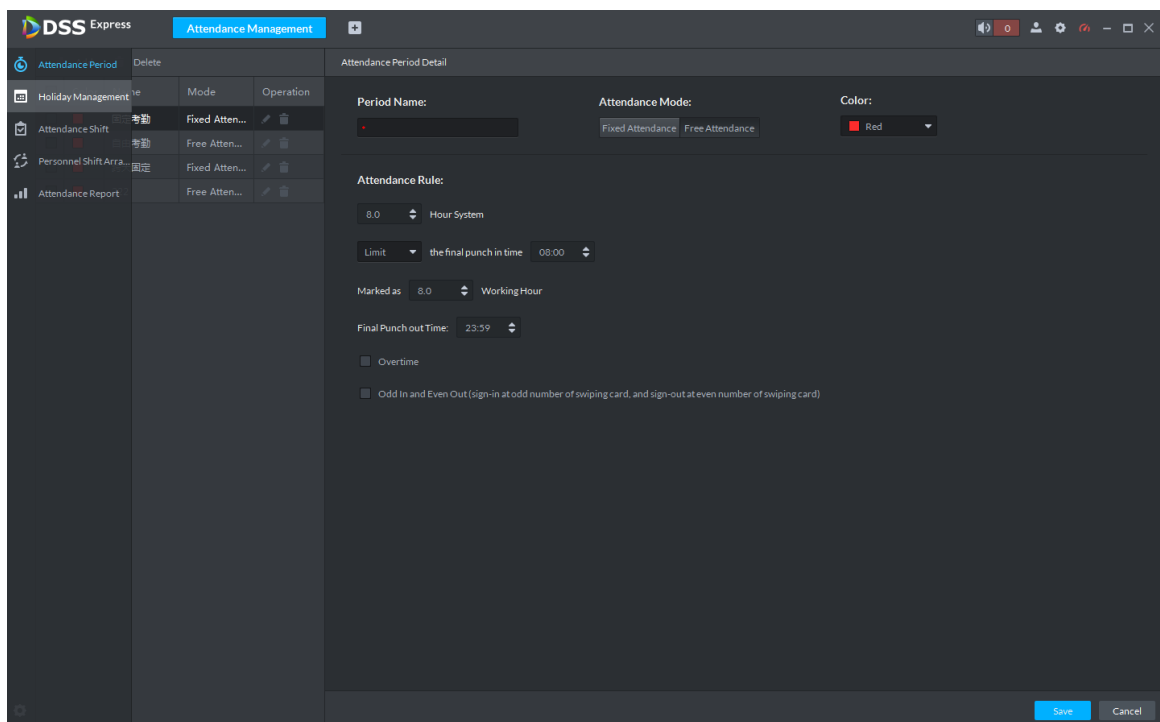 DSS Express
Attendance Management
0
Attendance Period
Delete
Attendance Period Detail
Holiday Management
Mode
Operation
Period Name:
Attendance Mode:
Color:
Attendance Shift
考勤
Fixed Atten...
*
Fixed Attendance
Free Attendance
Red
考勤
Free Atten...
Personnel Shift Arra...
固定
Fixed Atten...
Attendance Report
Free Atten...
Attendance Rule:
8.0 Hour System
Limit the final punch in time 08:00
Marked as 8.0 Working Hour
Final Punch out Time: 23:59
Overtime
Odd In and Even Out (sign-in at odd number of swiping card, and sign-out at even number of swiping card)
Save
Cancel